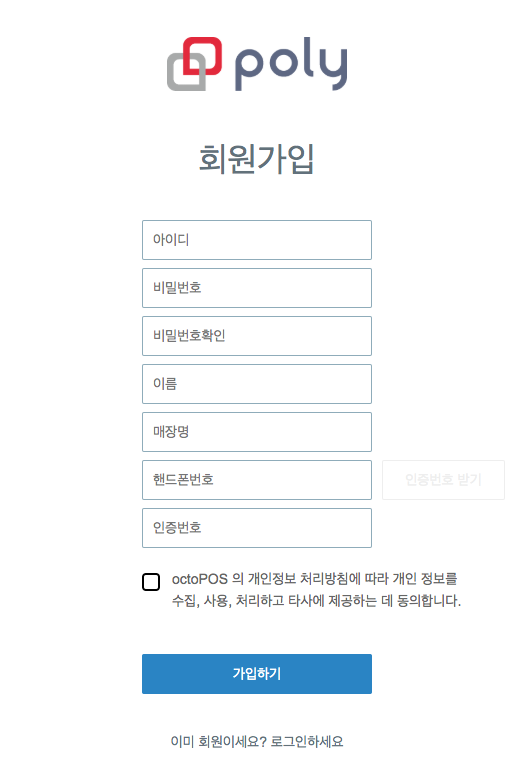 poly
회원가입
아이디
비밀번호
비밀번호확인
이름
매장명
핸드폰번호
인증번호 받기
인증번호
octoPOS 의 개인정보 처리방침에 따라 개인 정보를
수집, 사용, 처리하고 타사에 제공하는 데 동의합니다.
가입하기
이미 회원이세요? 로그인하세요